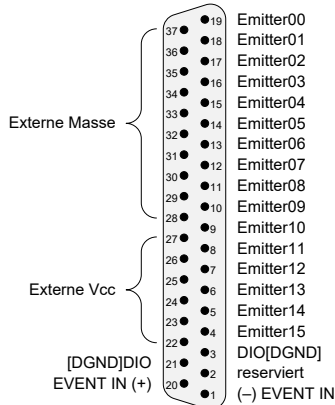 37 19 Emitter00
36 18 Emitter01
35 17 Emitter02
34 16 Emitter03
33 15 Emitter04
Externe Masse 32 14 Emitter05
31 13 Emitter06
30 12 Emitter07
29 11 Emitter08
28 10 Emitter09
27 9 Emitter10
26 8 Emitter11
25 7 Emitter12
Externe Vcc 24 6 Emitter13
23 5 Emitter14
22 4 Emitter15
[DGND]DIO 21 3 DIO[DGND]
EVENT IN (+) 20 2 reserviert
1 (–) EVENT IN